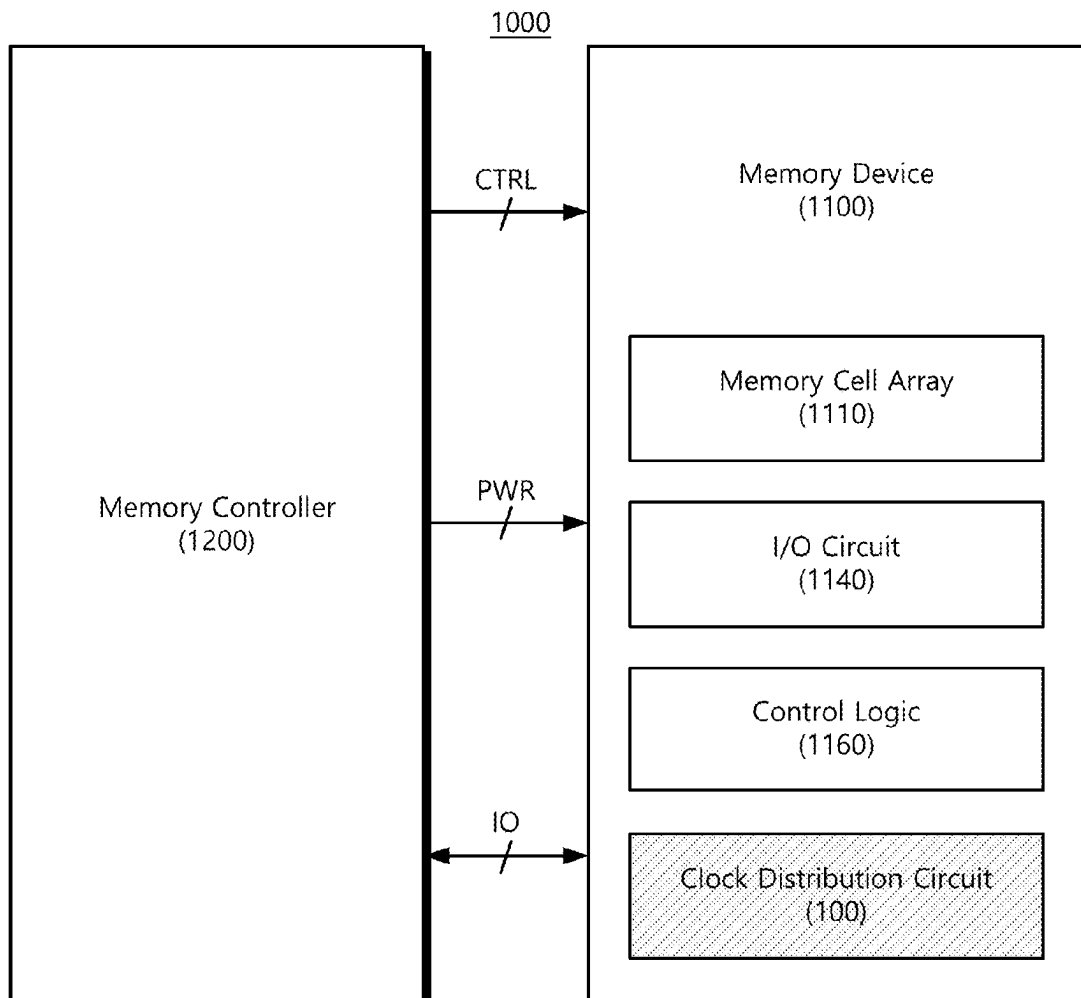 1000
CTRL
Memory Device
(1100)
Memory Cell Array
(1110)
Memory Controller
(1200)
PWR
I/O Circuit
(1140)
Control Logic
(1160)
IO
Clock Distribution Circuit
(100)